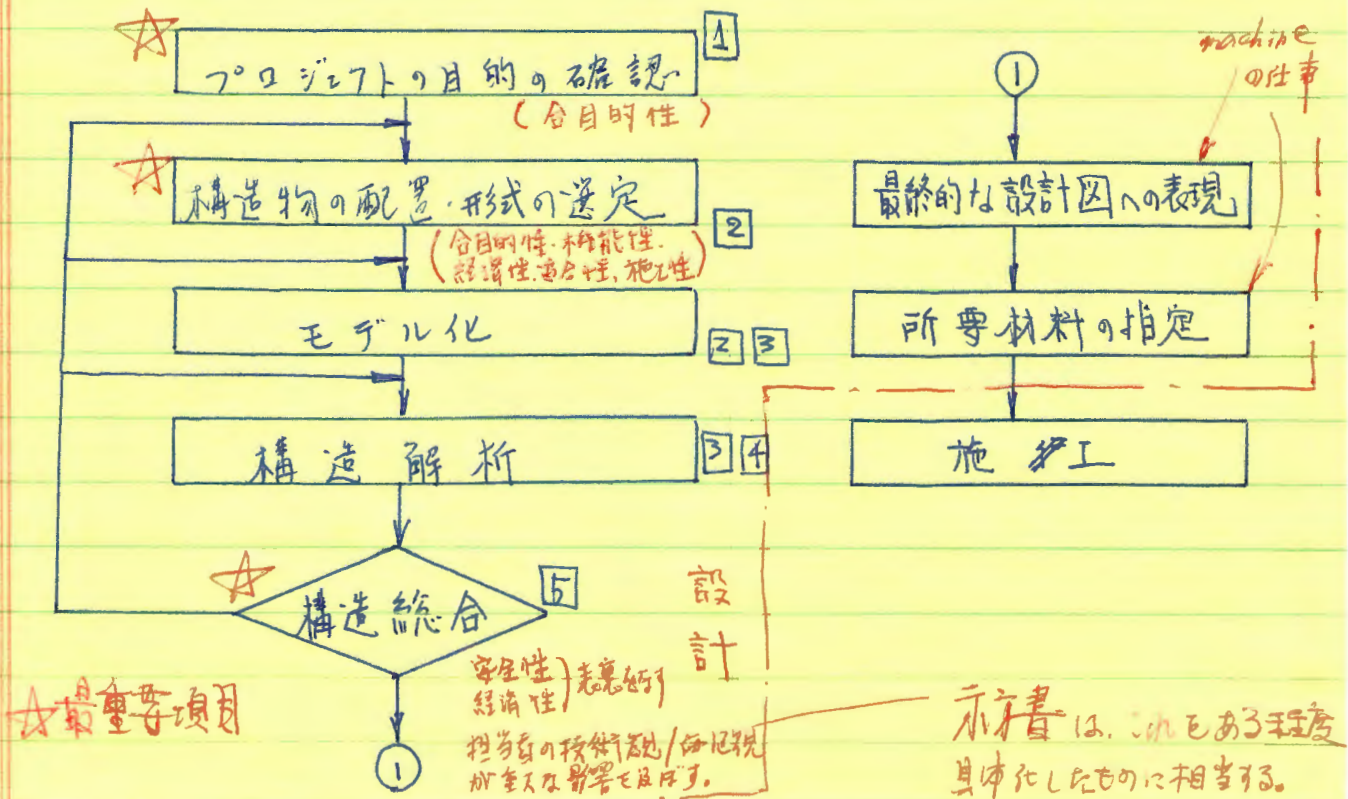 ☆
1
プロジェクトの目的の確認
(合目的性)
☆
構造物の配置・形式の選定
2
(合目的性・機能性・
経済性、適合性、施工性)
モデル化
2 3
構造解析
3 4
☆
構造総合
5
安全性
経済性
}表裏をなす
設
計
担当者の技術観/
が重大な影響を及ぼす。
☆最重要項目
1
1
machine
の仕事
最終的な設計図への表現
所要材料の指定
施工
示方書は、これをある程度
具体化したものに相当する。